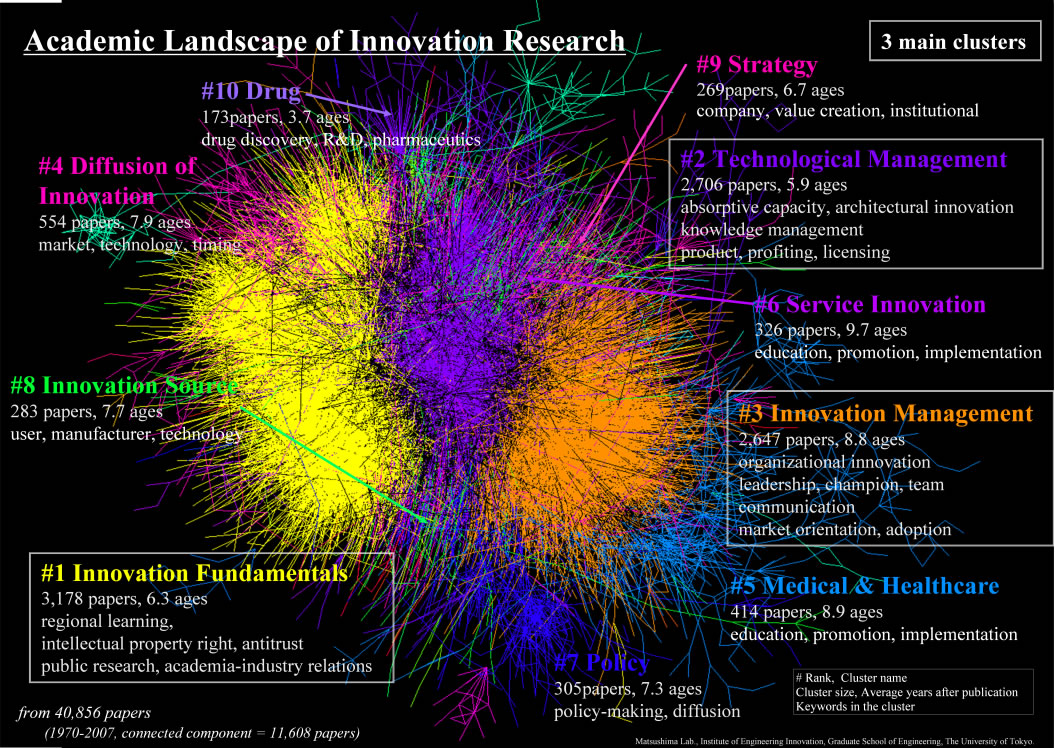 Academic Landscape of Innovation Research
3 main clusters
#9 Strategy
269papers, 6.7 ages
company, value creation, institutional
#10 Drug
173papers, 3.7 ages
drug discovery, R&D, pharmaceutics
#4 Diffusion of
Innovation
554 papers, 7.9 ages
market, technology, timing
#2 Technological Management
2,706 papers, 5.9 ages
absorptive capacity, architectural innovation
knowledge management
product, profiting, licensing
#6 Service Innovation
326 papers, 9.7 ages
education, promotion, implementation
#8 Innovation Source
283 papers, 7.7 ages
user, manufacturer, technology
#3 Innovation Management
2,647 papers, 8.8 ages
organizational innovation
leadership, champion, team
communication
market orientation, adoption
#1 Innovation Fundamentals
3,178 papers, 6.3 ages
regional learning,
intellectual property right, antitrust
public research, academia-industry relations
#5 Medical & Healthcare
414 papers, 8.9 ages
education, promotion, implementation
#7 Policy
305papers, 7.3 ages
policy-making, diffusion
# Rank, Cluster name
Cluster size, Average years after publication
Keywords in the cluster
from 40,856 papers
(1970-2007, connected component = 11,608 papers)
Matsushima Lab., Institute of Engineering Innovation, Graduate School of Engineering, The University of Tokyo